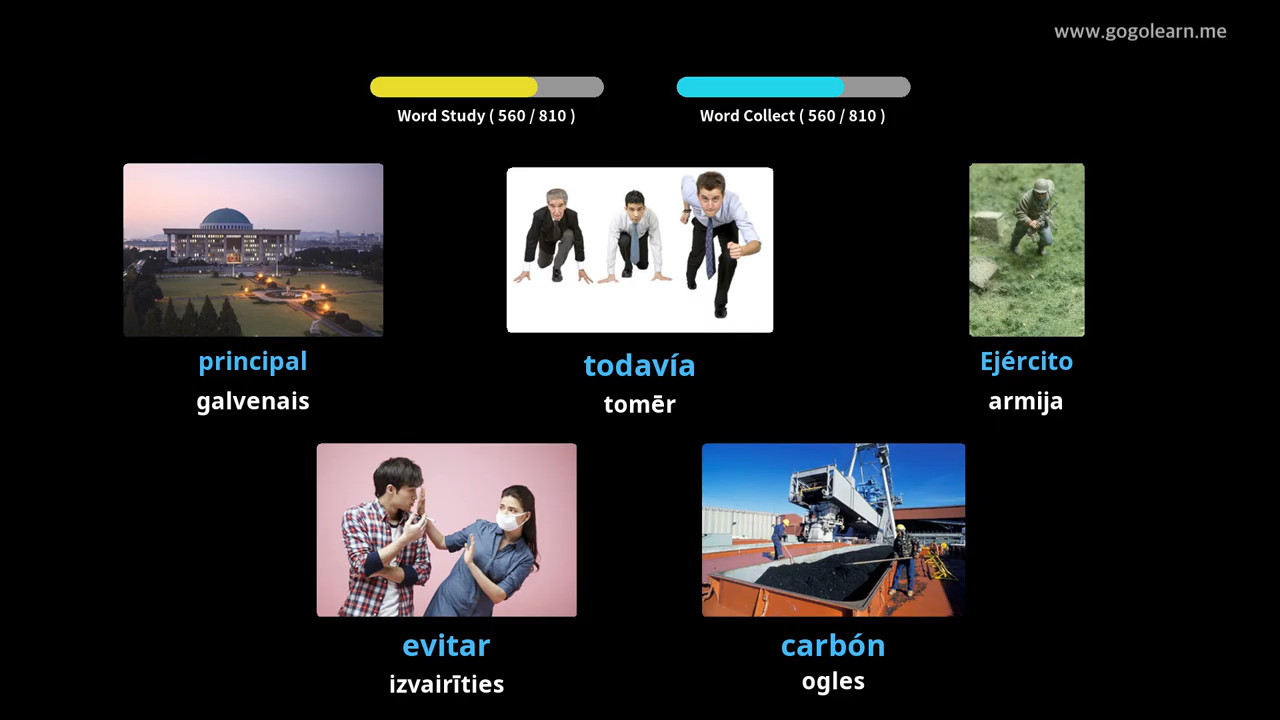 www.gogolearn.me
Word Study ( 560 / 810 )
Word Collect ( 560 / 810 )
principal
galvenais
todavía
tomēr
Ejército
armija
evitar
izvairīties
carbón
ogles